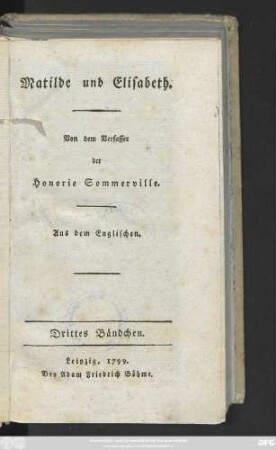 Matilde und Elisabeth.
Von dem Verfasser
der
Honorie Sommerville.
Aus dem Englischen.
Drittes Bändchen.
Leipzig, 1799.
Bey Adam Friedrich Böhme.